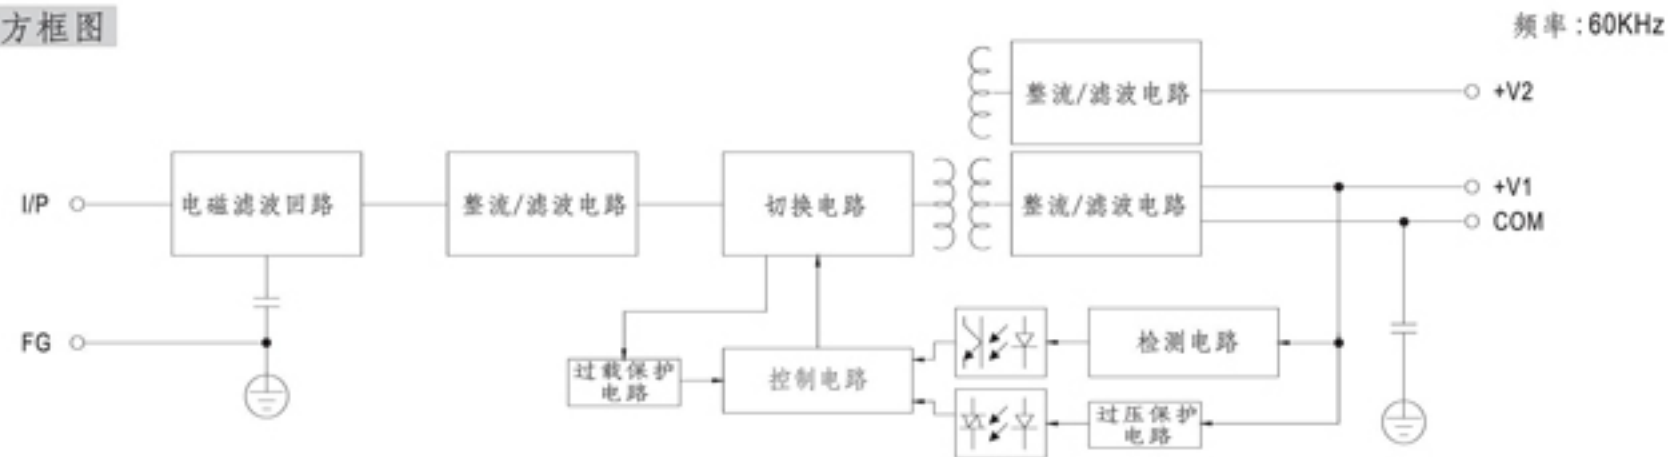 方框图
频率:60KHz
整流/滤波电路
+V2
I/P
电磁滤波回路
整流/滤波电路
切换电路
整流/滤波电路
+V1
COM
FG
检测电路
过载保护
电路
控制电路
过压保护
电路